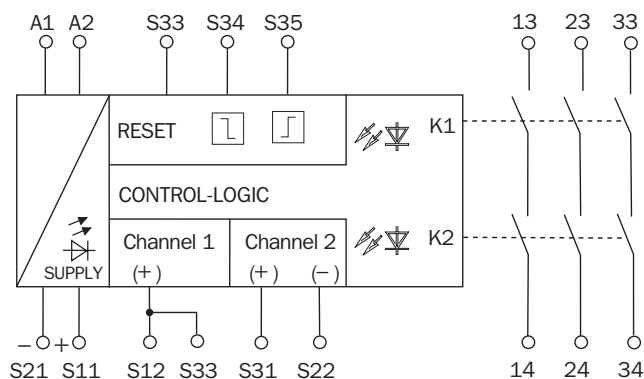 A1 A2 S33 S34 S35 13 23 33
RESET K1
CONTROL-LOGIC
Channel 1 Channel 2 K2
SUPPLY (+) (+) (−)
− +
S21 S11 S12 S33 S31 S22 14 24 34